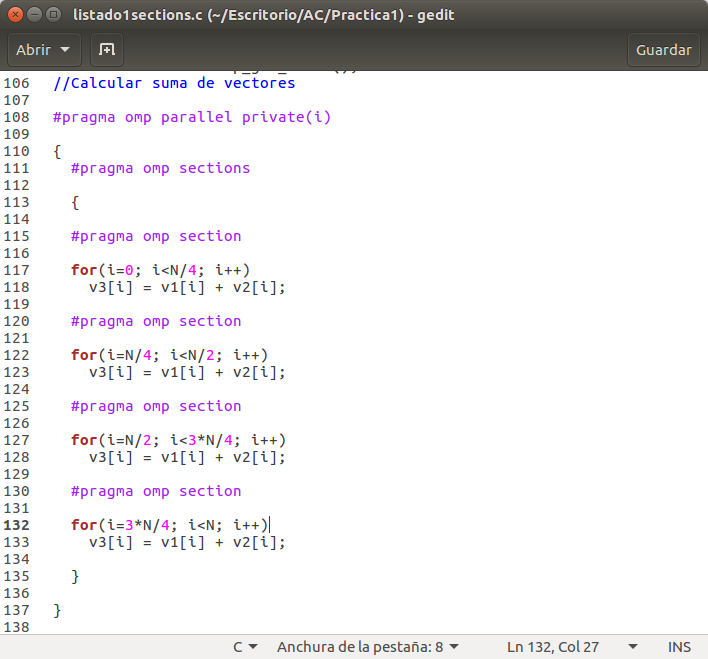 listado1sections.c (~/Escritorio/AC/Practica1) - gedit
Abrir
Guardar
106 //Calcular suma de vectores
107
108 #pragma omp parallel private(i)
109
110 {
111 #pragma omp sections
112
113 {
114
115 #pragma omp section
116
117 for(i=0; i<N/4; i++)
118 v3[i] = v1[i] + v2[i];
119
120 #pragma omp section
121
122 for(i=N/4; i<N/2; i++)
123 v3[i] = v1[i] + v2[i];
124
125 #pragma omp section
126
127 for(i=N/2; i<3*N/4; i++)
128 v3[i] = v1[i] + v2[i];
129
130 #pragma omp section
131
132 for(i=3*N/4; i<N; i++)
133 v3[i] = v1[i] + v2[i];
134
135 }
136
137 }
138
C Anchura de la pestaña: 8 Ln 132, Col 27 INS